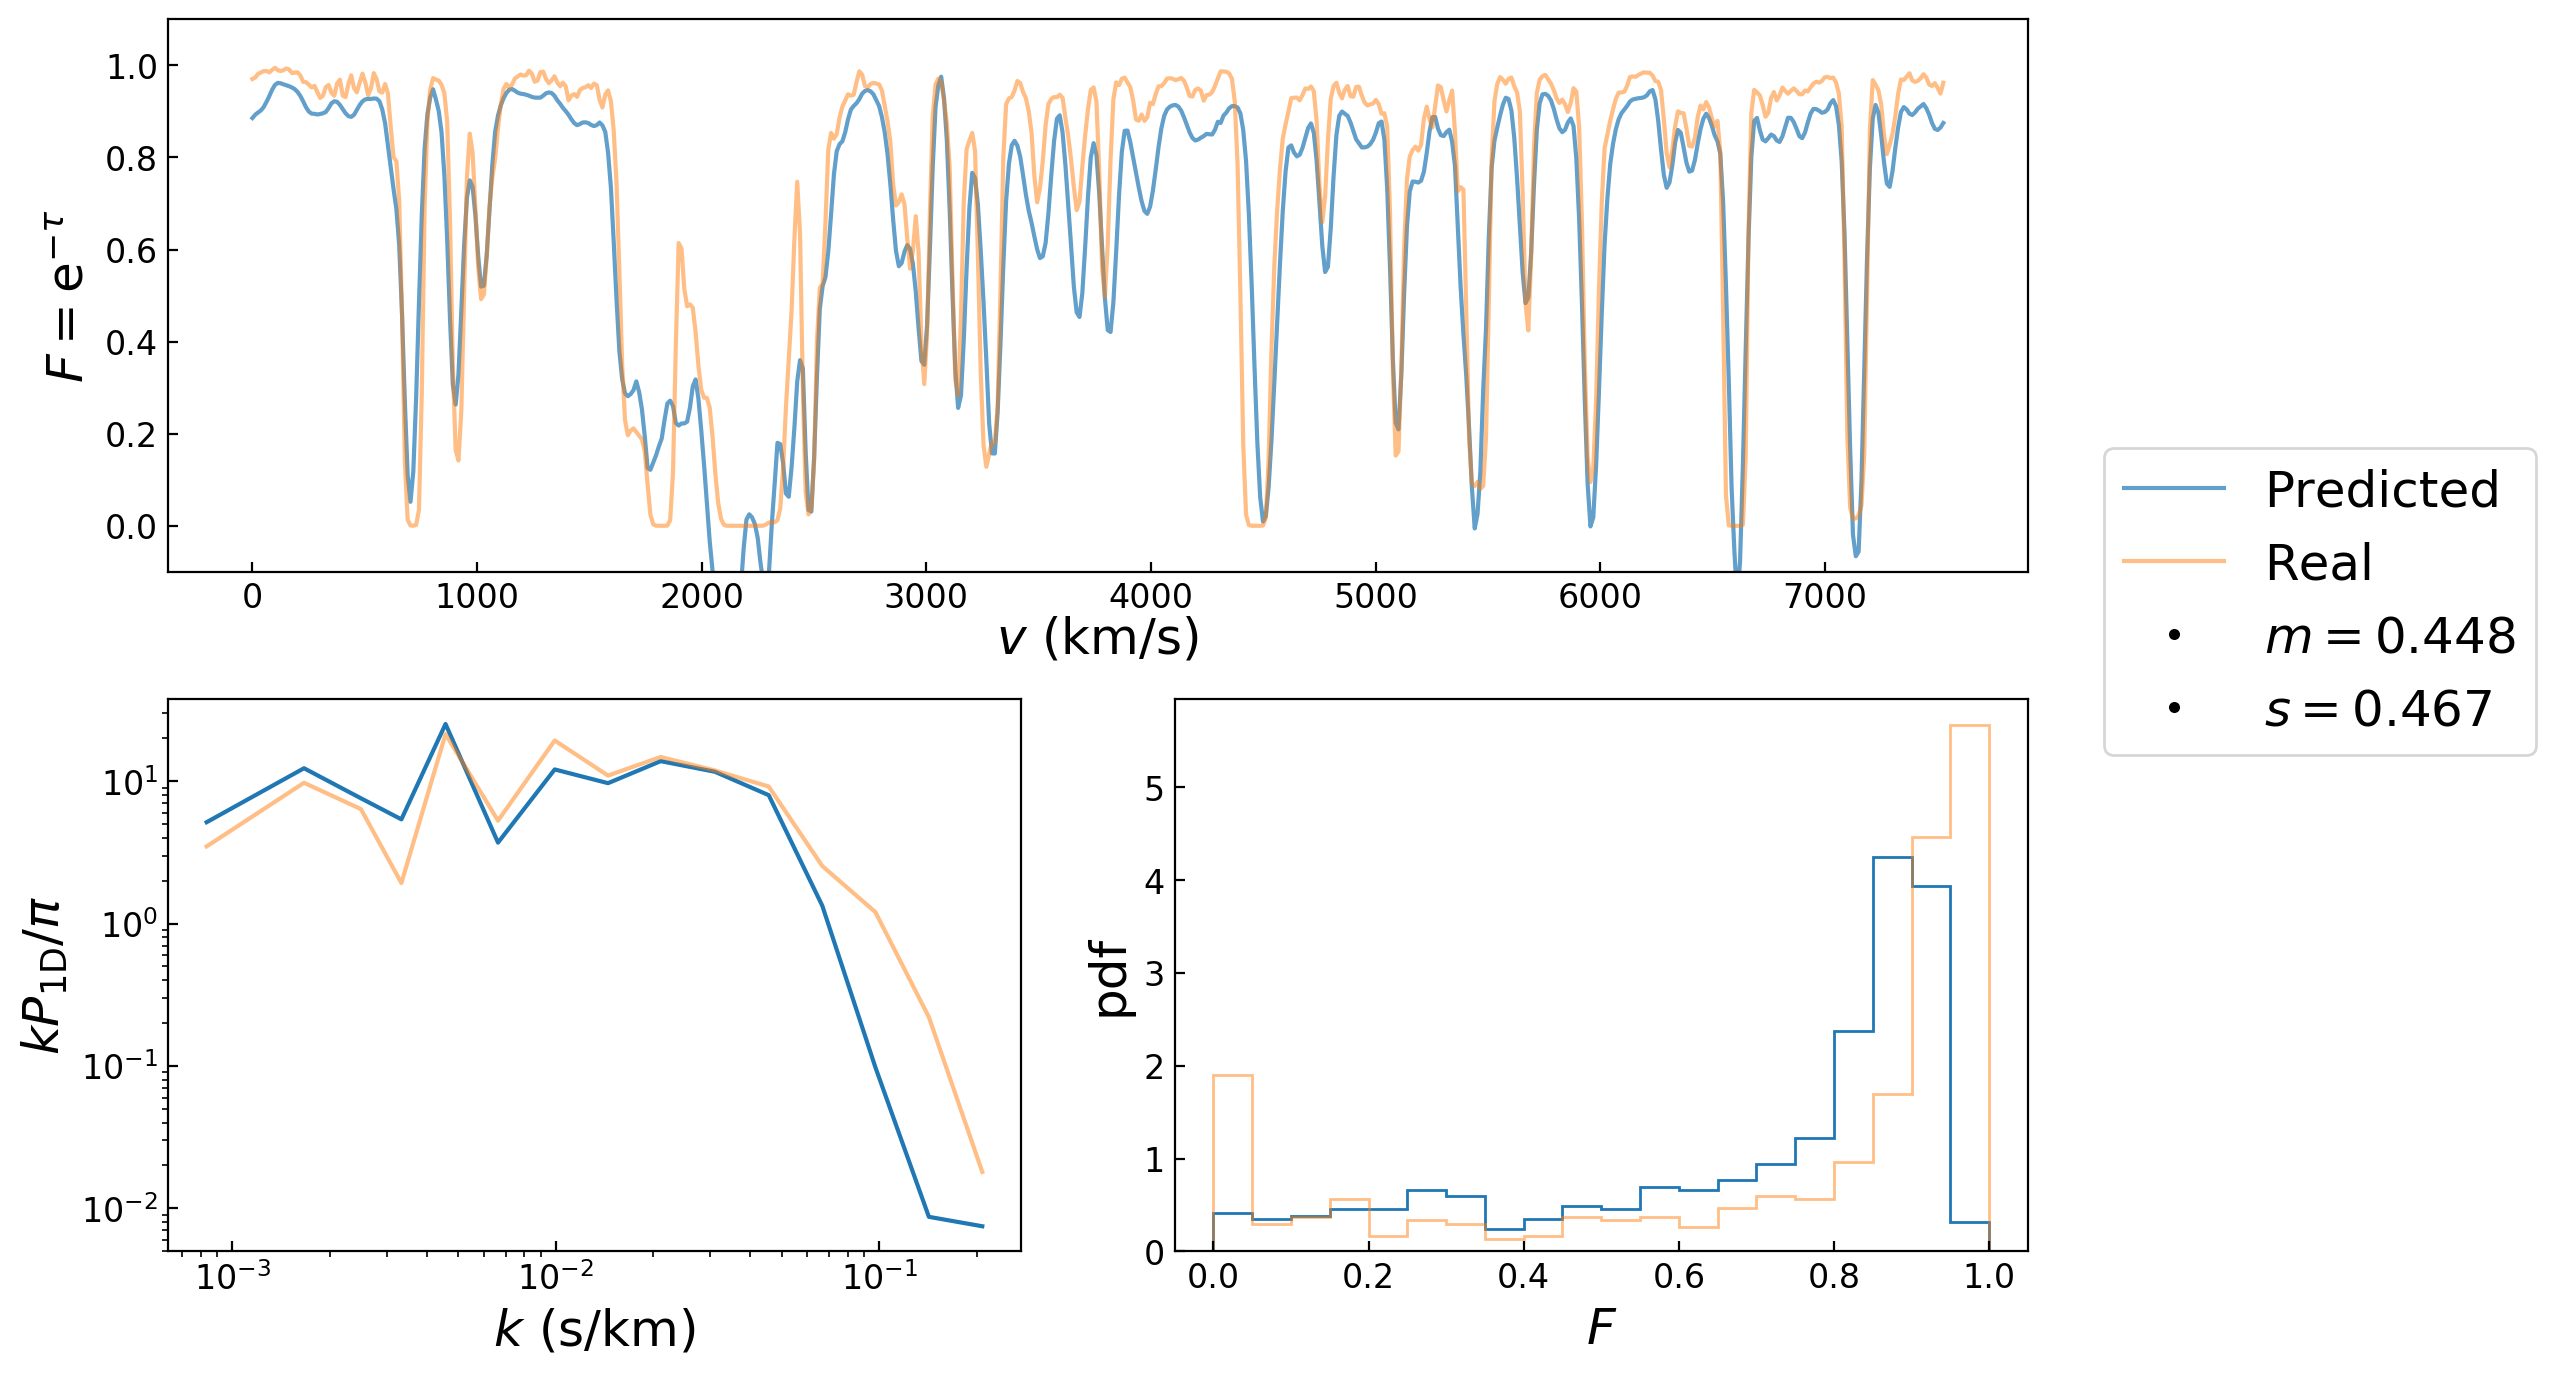 F = e^{-τ}
1.0
0.8
0.6
0.4
0.2
0.0
0 1000 2000 3000 4000 5000 6000 7000
v (km/s)
Predicted
Real
m = 0.448
s = 0.467
kP_{1D}/π
10^1
10^0
10^{-1}
10^{-2}
10^{-3} 10^{-2} 10^{-1}
k (s/km)
pdf
5
4
3
2
1
0
0.0 0.2 0.4 0.6 0.8 1.0
F